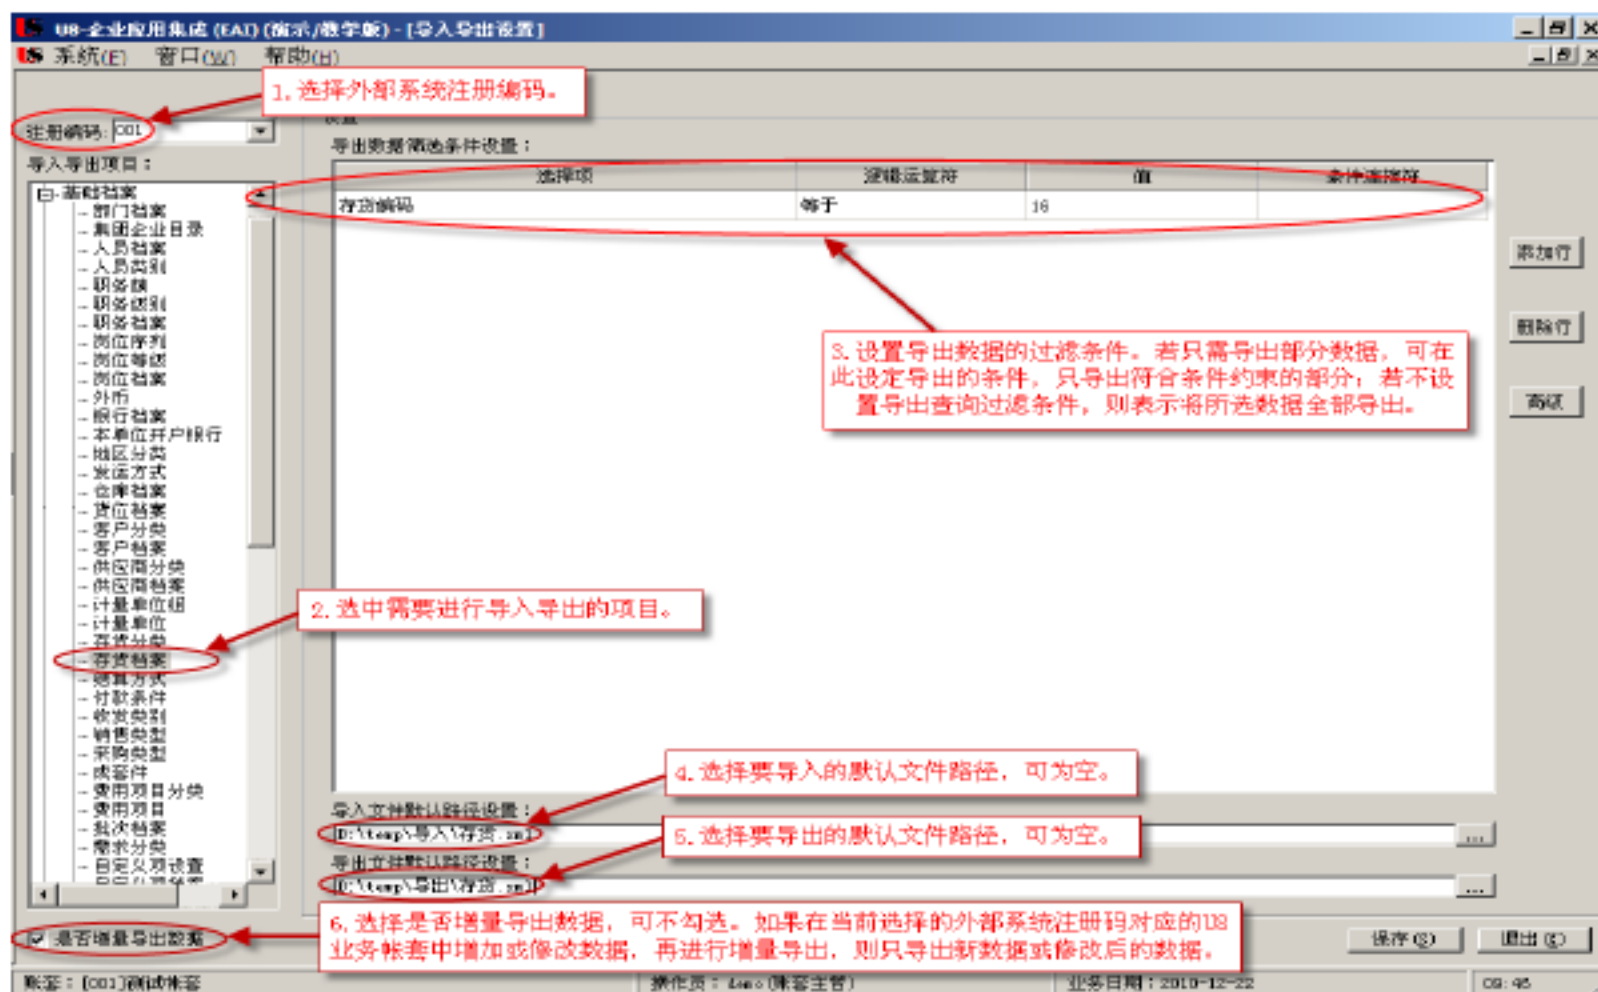 U8-企业应用集成 (EAI) (演示/教学版) - [导入导出设置]
系统(F) 窗口(W) 帮助(H)
1. 选择外部系统注册编码。
注册编码: 001
设置
导出数据筛选条件设置：
导入导出项目：
选择项 逻辑运算符 值 条件连接符
存货编码 等于 16
基础档案
部门档案
集团企业目录
人员档案
人员类别
职务簇
职务级别
职务档案
岗位序列
岗位等级
岗位档案
外币
银行档案
本单位开户银行
地区分类
发运方式
仓库档案
货位档案
客户分类
客户档案
供应商分类
供应商档案
计量单位组
计量单位
存货分类
存货档案
结算方式
付款条件
收发类别
销售类型
采购类型
成套件
费用项目分类
费用项目
批次档案
需求分类
自定义项设置
添加行
删除行
高级
3. 设置导出数据的过滤条件。若只需导出部分数据，可在
此设定导出的条件，只导出符合条件约束的部分；若不设
置导出查询过滤条件，则表示将所选数据全部导出。
2. 选中需要进行导入导出的项目。
4. 选择要导入的默认文件路径，可为空。
导入文件默认路径设置：
D:\temp\导入\存货.xml
...
5. 选择要导出的默认文件路径，可为空。
导出文件默认路径设置：
D:\temp\导出\存货.xml
...
6. 选择是否增量导出数据，可不勾选。如果在当前选择的外部系统注册码对应的U8
业务帐套中增加或修改数据，再进行增量导出，则只导出新数据或修改后的数据。
是否增量导出数据
保存(S) 退出(C)
账套：[001]测试帐套 操作员：demo(账套主管) 业务日期：2010-12-22 09:46